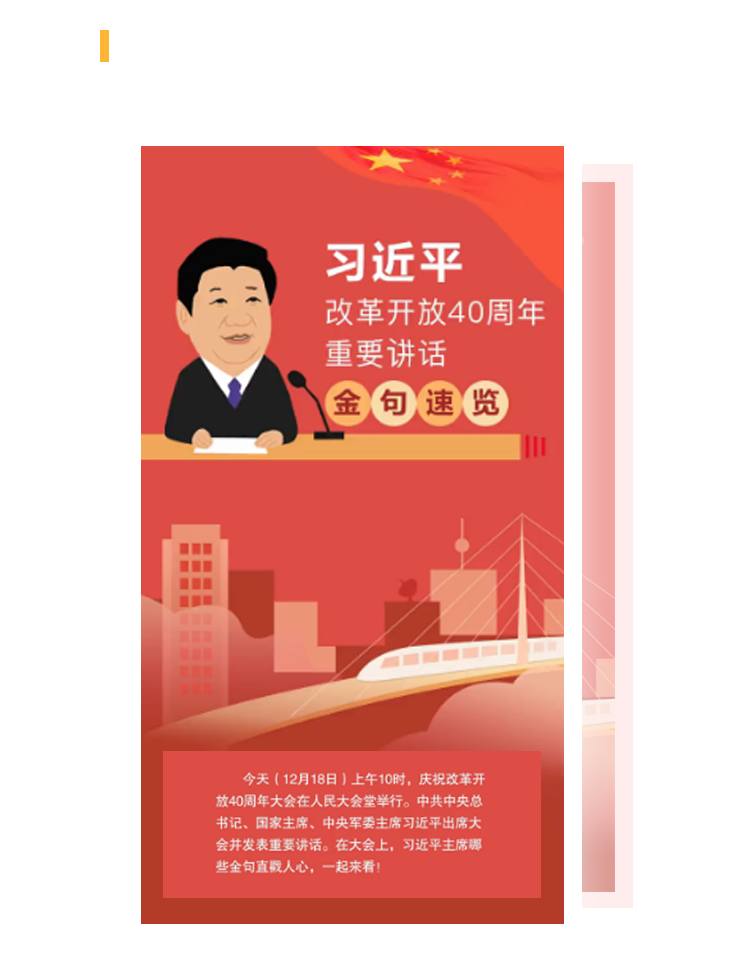 习近平
改革开放40周年
重要讲话
金句速览
今天（12月18日）上午10时，庆祝改革开
放40周年大会在人民大会堂举行。中共中央总
书记、国家主席、中央军委主席习近平出席大
会并发表重要讲话。在大会上，习近平主席哪
些金句直戳人心，一起来看！